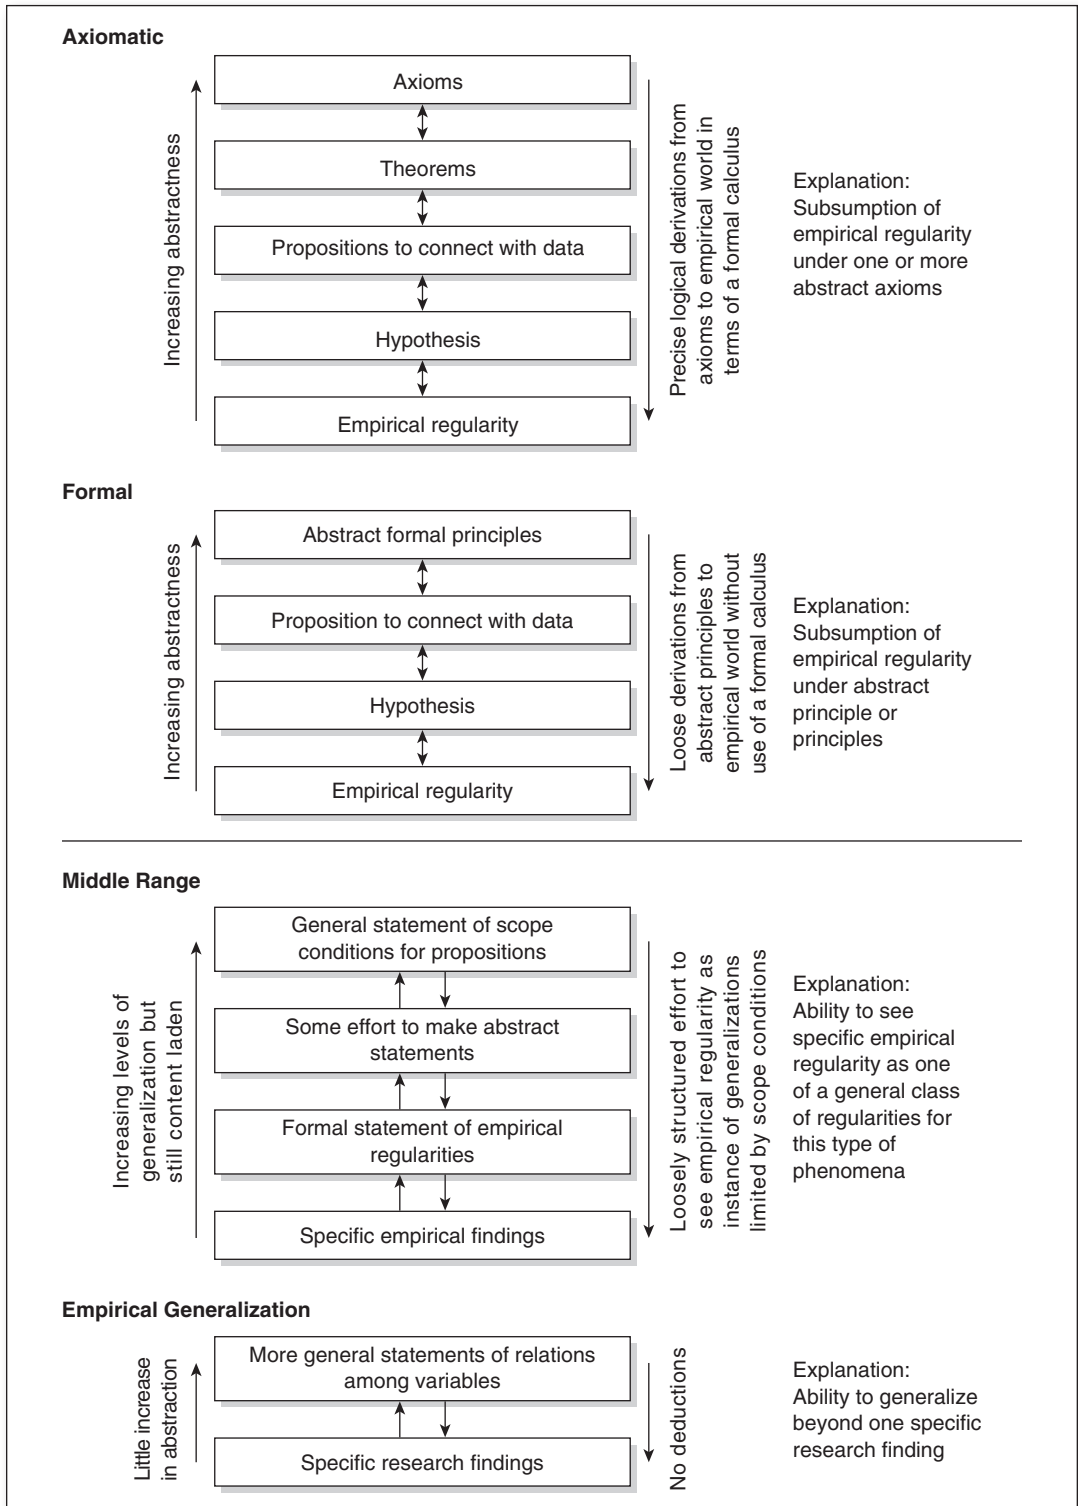 Axiomatic
Increasing abstractness
Axioms
Theorems
Propositions to connect with data
Hypothesis
Empirical regularity
Precise logical derivations from
axioms to empirical world in
terms of a formal calculus
Explanation:
Subsumption of
empirical regularity
under one or more
abstract axioms
Formal
Increasing abstractness
Abstract formal principles
Proposition to connect with data
Hypothesis
Empirical regularity
Loose derivations from
abstract principles to
empirical world without
use of a formal calculus
Explanation:
Subsumption of
empirical regularity
under abstract
principle or
principles
Middle Range
Increasing levels of
generalization but
still content laden
General statement of scope
conditions for propositions
Some effort to make abstract
statements
Formal statement of empirical
regularities
Specific empirical findings
Loosely structured effort to
see empirical regularity as
instance of generalizations
limited by scope conditions
Explanation:
Ability to see
specific empirical
regularity as one
of a general class
of regularities for
this type of
phenomena
Empirical Generalization
Little increase
in abstraction
More general statements of relations
among variables
Specific research findings
No deductions
Explanation:
Ability to generalize
beyond one specific
research finding